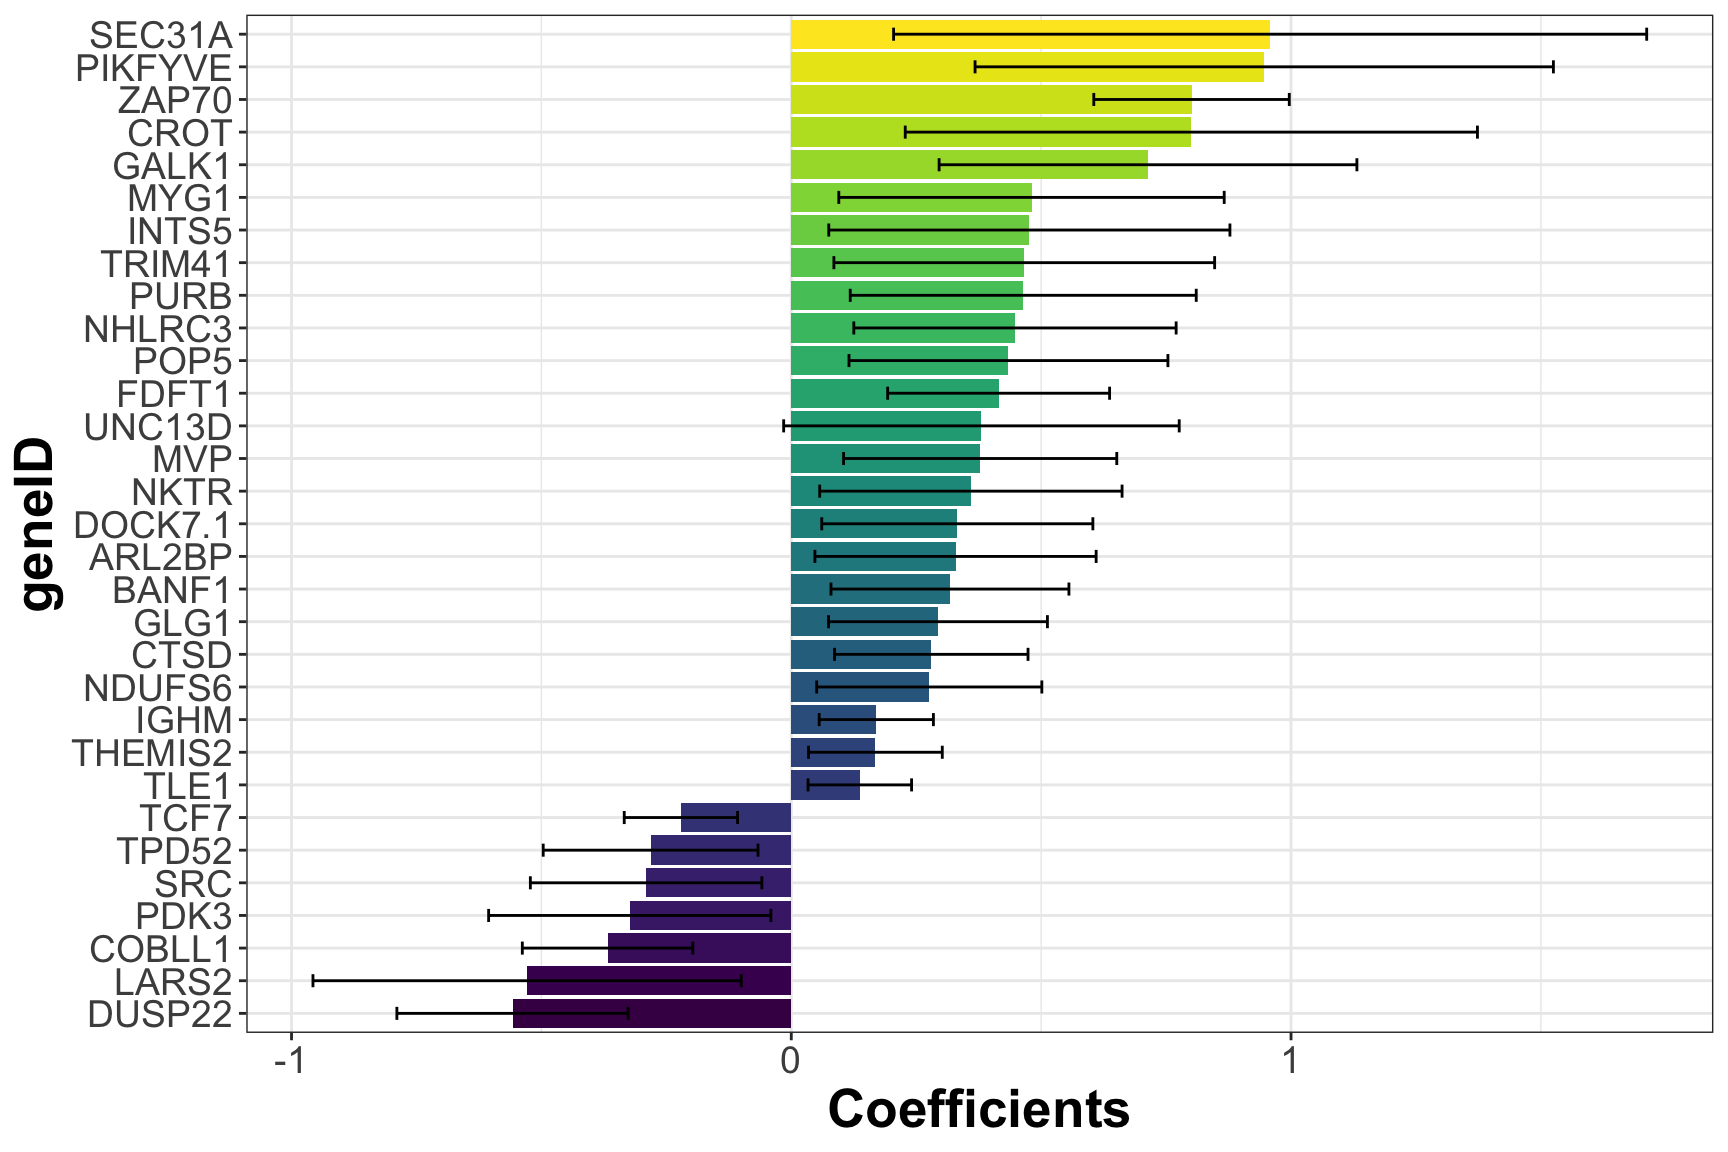 SEC31A
PIKFYVE
ZAP70
CROT
GALK1
MYG1
INTS5
TRIM41
PURB
NHLRC3
POP5
FDFT1
UNC13D
MVP
NKTR
DOCK7.1
ARL2BP
BANF1
GLG1
CTSD
NDUFS6
IGHM
THEMIS2
TLE1
TCF7
TPD52
SRC
PDK3
COBLL1
LARS2
DUSP22
geneID
-1 0 1
Coefficients